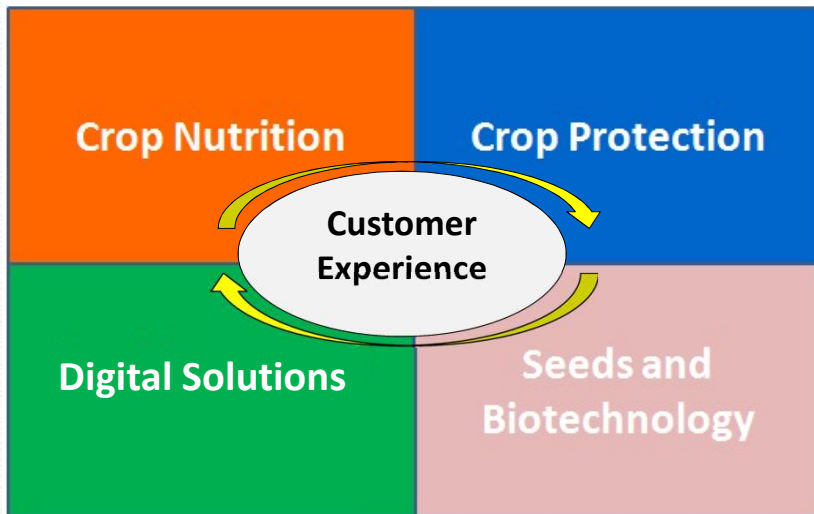 Crop Nutrition
Crop Protection
Customer
Experience
Digital Solutions
Seeds and
Biotechnology